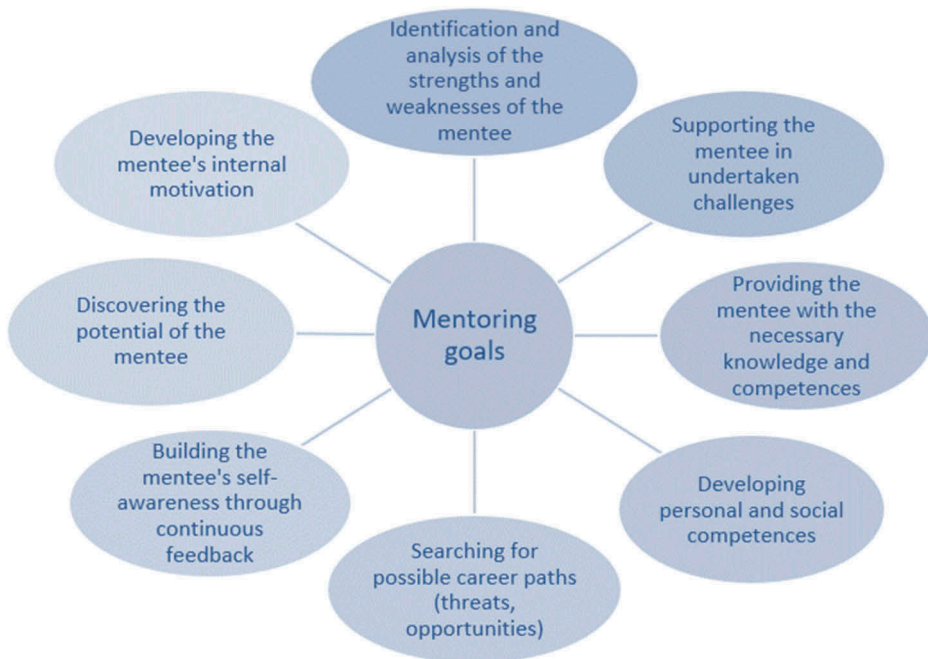 Identification and
analysis of the
strengths and
weaknesses of the
mentee
Supporting the
mentee in
undertaken
challenges
Providing the
mentee with the
necessary
knowledge and
competences
Developing
personal and social
competences
Searching for
possible career paths
(threats,
opportunities)
Building the
mentee's self-
awareness through
continuous
feedback
Discovering the
potential of the
mentee
Developing the
mentee's internal
motivation
Mentoring
goals